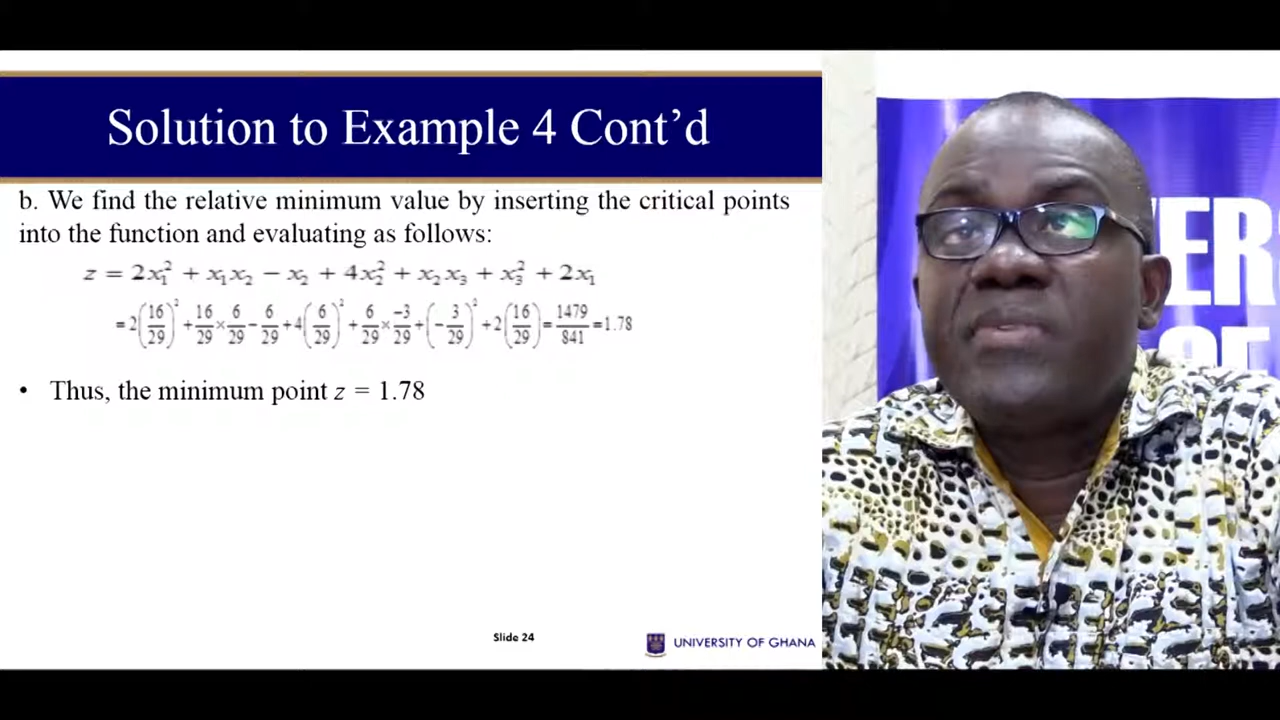 Solution to Example 4 Cont’d
b. We find the relative minimum value by inserting the critical points
into the function and evaluating as follows:
z = 2x₁² + x₁x₂ − x₂ + 4x₂² + x₂x₃ + x₃² + 2x₁
= 2(16/29)² + 16/29 × 6/29 − 6/29 + 4(6/29)² + 6/29 × −3/29 + (−3/29)² + 2(16/29) = 1479/841 = 1.78
• Thus, the minimum point z = 1.78
Slide 24
UNIVERSITY OF GHANA
VER
OF